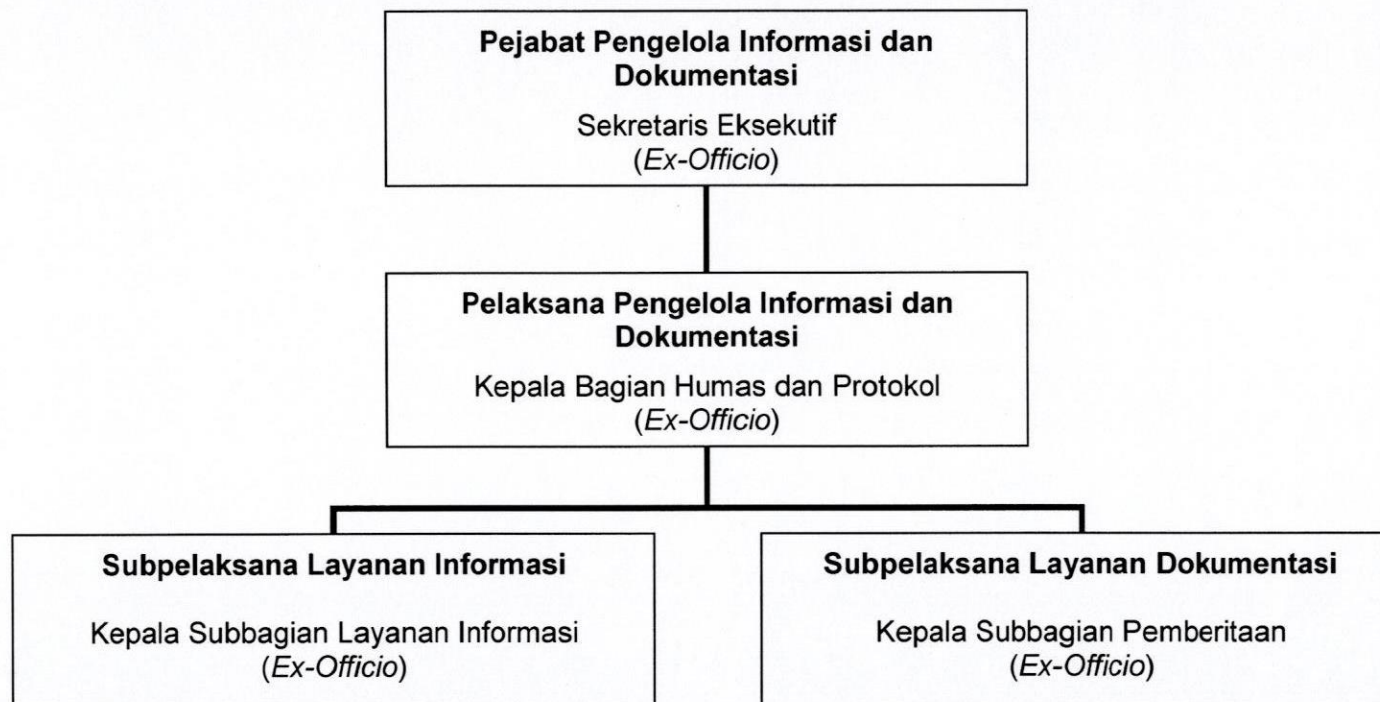 Pejabat Pengelola Informasi dan
Dokumentasi
Sekretaris Eksekutif
(Ex-Officio)
Pelaksana Pengelola Informasi dan
Dokumentasi
Kepala Bagian Humas dan Protokol
(Ex-Officio)
Subpelaksana Layanan Informasi
Kepala Subbagian Layanan Informasi
(Ex-Officio)
Subpelaksana Layanan Dokumentasi
Kepala Subbagian Pemberitaan
(Ex-Officio)